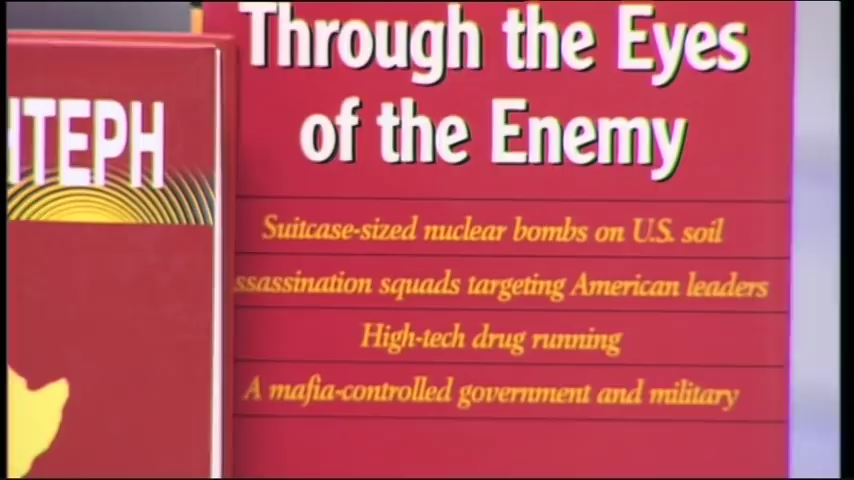 НТЕРН
Through the Eyes
of the Enemy
Suitcase-sized nuclear bombs on U.S. soil
ssassination squads targeting American leaders
High-tech drug running
A mafia-controlled government and military